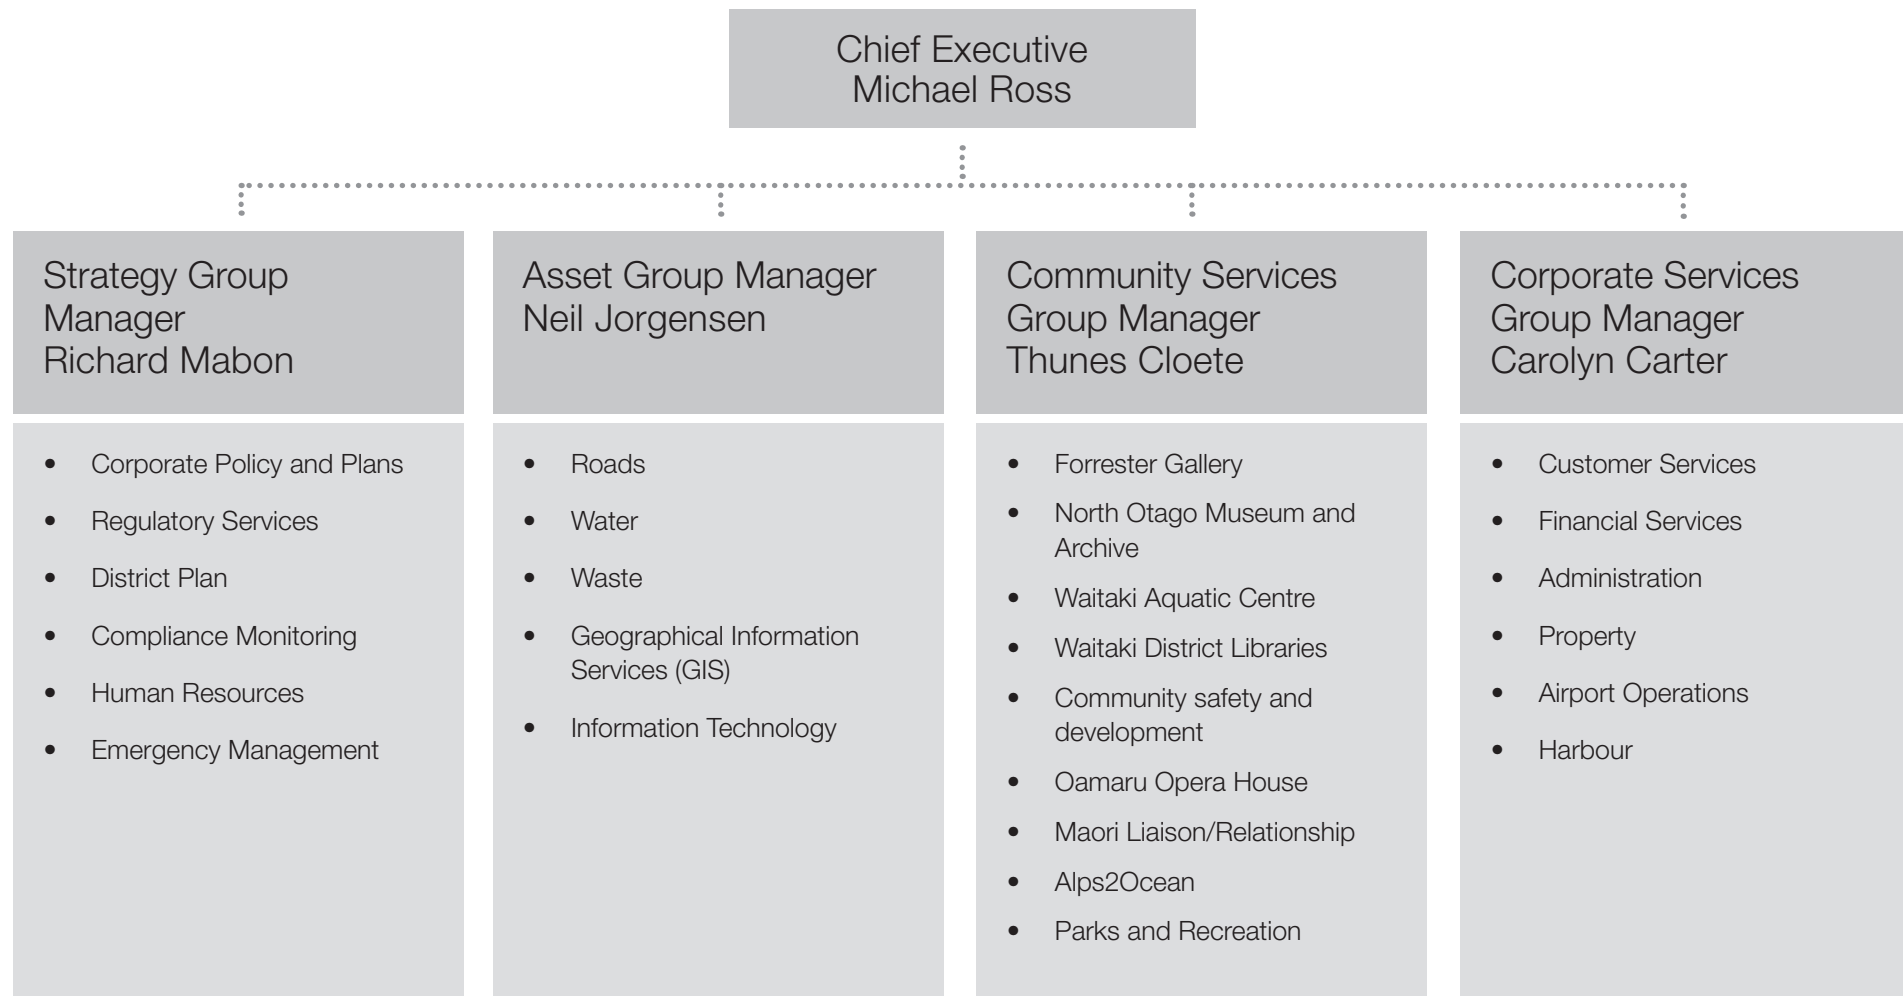 Chief Executive
Michael Ross
Strategy Group
Manager
Richard Mabon
• Corporate Policy and Plans
• Regulatory Services
• District Plan
• Compliance Monitoring
• Human Resources
• Emergency Management
Asset Group Manager
Neil Jorgensen
• Roads
• Water
• Waste
• Geographical Information
Services (GIS)
• Information Technology
Community Services
Group Manager
Thunes Cloete
• Forrester Gallery
• North Otago Museum and
Archive
• Waitaki Aquatic Centre
• Waitaki District Libraries
• Community safety and
development
• Oamaru Opera House
• Maori Liaison/Relationship
• Alps2Ocean
• Parks and Recreation
Corporate Services
Group Manager
Carolyn Carter
• Customer Services
• Financial Services
• Administration
• Property
• Airport Operations
• Harbour